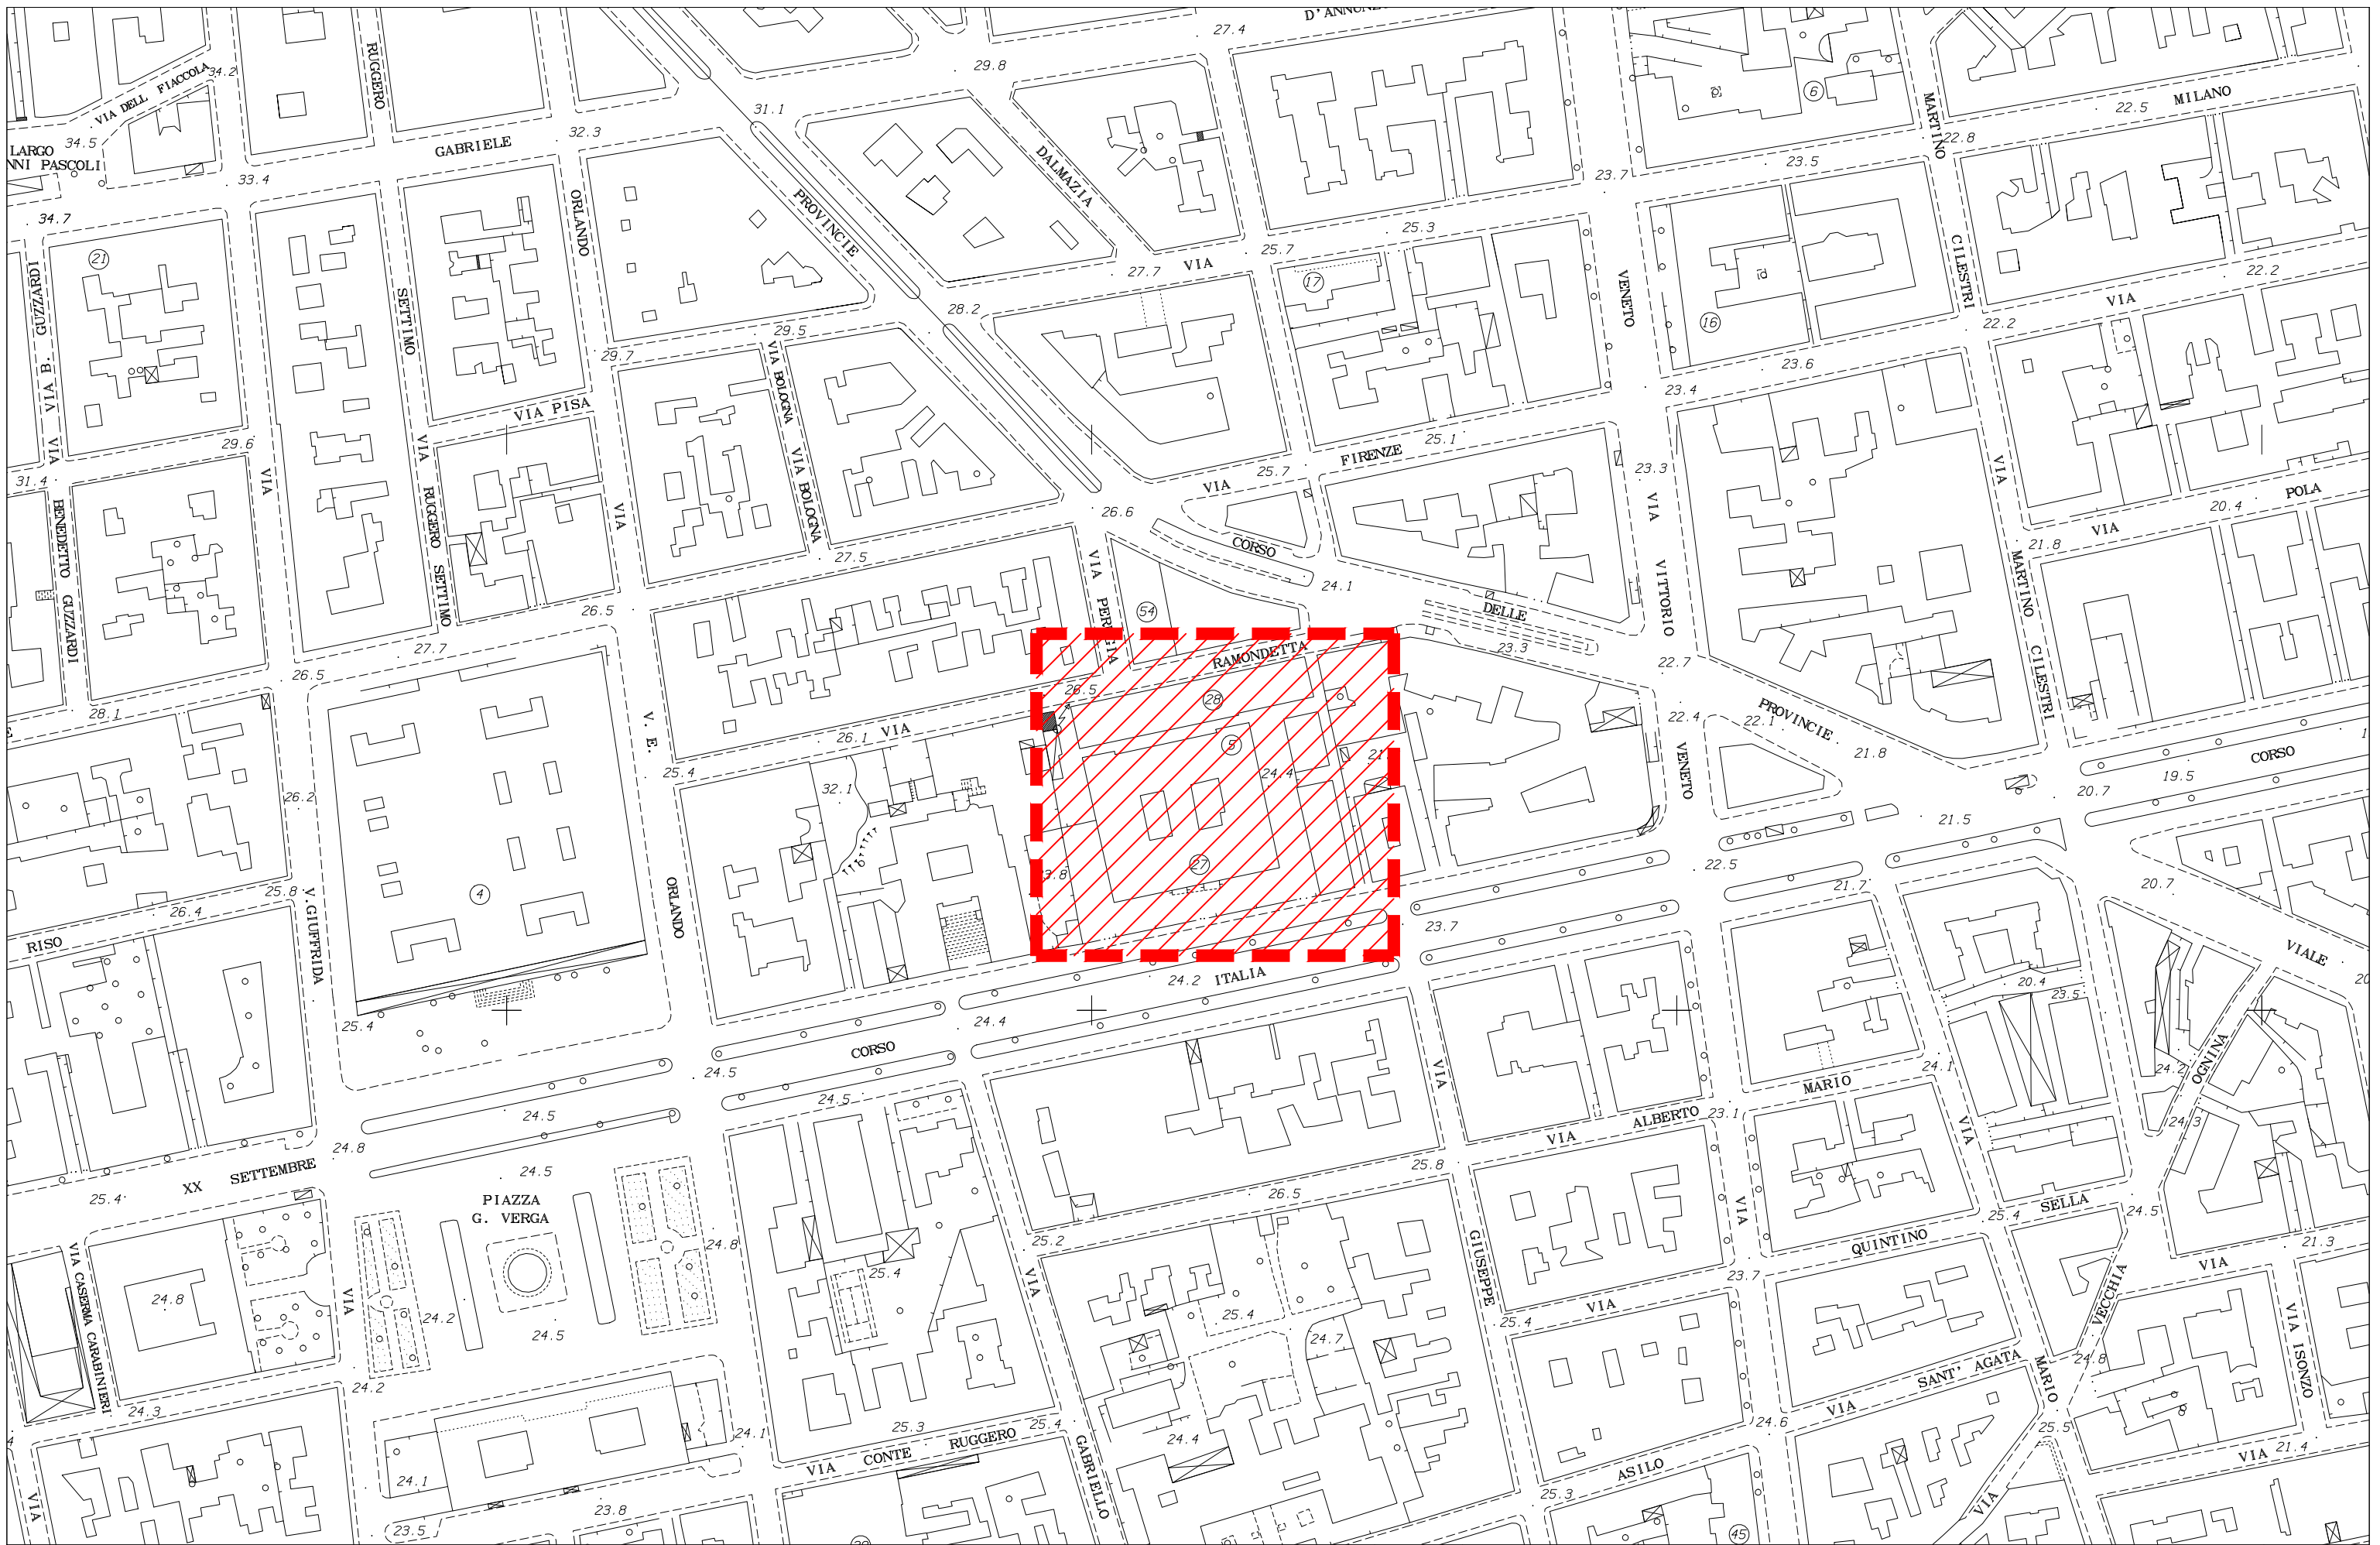 D'ANNUNZ
27.4
29.8
RUGGERO
34.2
VIA DELL FIACCOLA
31.1
32.3
34.5
LARGO
NNI PASCOLI
GABRIELE
33.4
34.7
6
MILANO
22.5
MARTINO
22.8
23.5
23.7
DALMAZIA
ORLANDO
PROVINCIE
25.3
25.7
27.7
VIA
17
VENETO
16
CILESTRI
22.2
VIA
22.2
21
VIA B. GUZZARDI
SETTIMO
28.2
29.5
29.7
VIA BOLOGNA
23.6
23.4
VIA PISA
29.6
VIA
VIA
VIA
RUGGERO
SETTIMO
VIA
VIA BOLOGNA
25.1
FIRENZE
25.7
VIA
23.3
VIA
VITTORIO
VIA
POLA
20.4
VIA
21.8
31.4
BENEDETTO
GUZZARDI
26.6
CORSO
24.1
27.5
VIA
PERUGIA
54
DELLE
23.3
MARTINO
CILESTRI
26.5
27.7
26.5
28.1
V. E.
RAMONDETTA
26.5
28
22.7
22.4
22.1
PROVINCIE
21.8
VENETO
CORSO
19.5
20.7
26.1
VIA
25.4
9
24.4
32.1
26.2
4
25.8
V.GIUFFRIDA
ORLANDO
27
21.5
22.5
21.7
20.7
26.4
RISO
23.7
VIALE
24.2
ITALIA
20.4
23.5
25.4
24.4
CORSO
24.5
24.5
24.5
VIA
MARIO
24.1
24.2
OGNINA
ALBERTO
23.1
VIA
VIA
24.3
24.8
XX SETTEMBRE
24.5
25.4
PIAZZA
G. VERGA
25.8
26.5
25.2
24.8
VIA
SELLA
24.5
25.4
QUINTINO
21.3
VIA
VIA CASERMA CARABINIERI
24.8
VIA
24.2
24.5
25.4
VIA
25.4
24.7
GIUSEPPE
23.7
VIA
25.4
VECCHIA
VIA ISONZO
24.8
24.2
24.3
24.1
25.3
25.4
VIA CONTE RUGGERO
24.4
GABRIELLO
SANT' AGATA
VIA
MARIO
24.6
25.5
21.4
VIA
VIA
24.1
23.8
23.5
ASILO
25.3
VIA
45